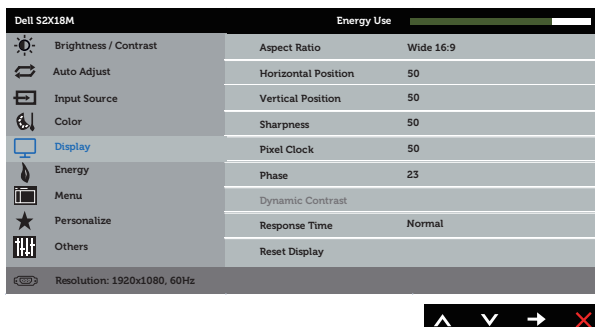 Dell S2X18M
Energy Use
Brightness / Contrast
Auto Adjust
Input Source
Color
Display
Energy
Menu
Personalize
Others
Aspect Ratio Wide 16:9
Horizontal Position 50
Vertical Position 50
Sharpness 50
Pixel Clock 50
Phase 23
Dynamic Contrast
Response Time Normal
Reset Display
Resolution: 1920x1080, 60Hz